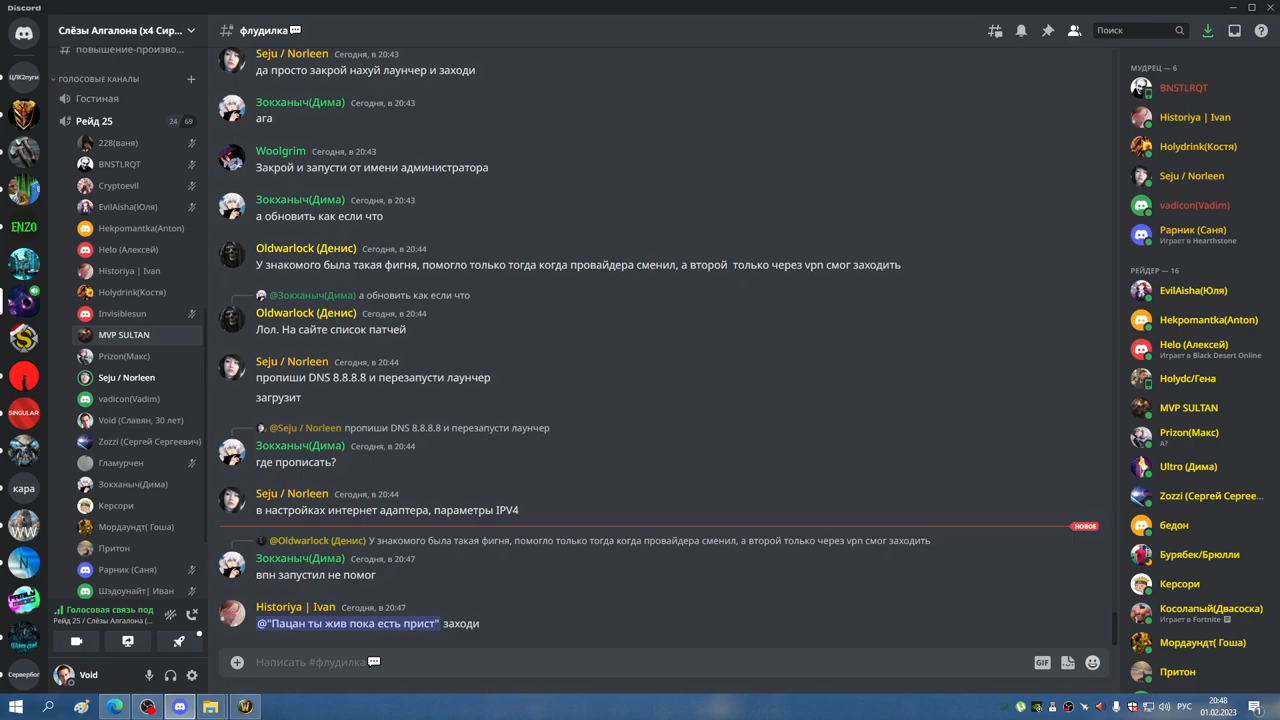 Discord
Слёзы Алгалона (х4 Сир...
флудилка
Поиск
ЦЛК2луги
ENZO
SINGULAR
кара
WW
Сервербог
повышение-произво...
ГОЛОСОВЫЕ КАНАЛЫ
Гостиная
Рейд 25
24 69
228(ваня)
BNSTLRQT
Cryptoevil
EvilAisha(Юля)
Hekpomantka(Anton)
Helo (Алексей)
Historiya | Ivan
Holydrink(Костя)
Invisiblesun
MVP SULTAN
Prizon(Макс)
Seju / Norleen
vadicon(Vadim)
Void (Славян, 30 лет)
Zozzi (Сергей Сергеевич)
Гламурчен
Зокханыч(Дима)
Керсори
Мордаундт( Гоша)
Притон
Рарник (Саня)
Шэдоунайт| Иван
Голосовая связь под
Рейд 25 / Слёзы Алгалона (...
Void
Seju / Norleen Сегодня, в 20:43
да просто закрой нахуй лаунчер и заходи
Зокханыч(Дима) Сегодня, в 20:43
ага
Woolgrim Сегодня, в 20:43
Закрой и запусти от имени администратора
Зокханыч(Дима) Сегодня, в 20:43
а обновить как если что
Oldwarlock (Денис) Сегодня, в 20:44
У знакомого была такая фигня, помогло только тогда когда провайдера сменил, а второй только через vpn смог заходить
@Зокханыч(Дима) а обновить как если что
Oldwarlock (Денис) Сегодня, в 20:44
Лол. На сайте список патчей
Seju / Norleen Сегодня, в 20:44
пропиши DNS 8.8.8.8 и перезапусти лаунчер
загрузит
@Seju / Norleen пропиши DNS 8.8.8.8 и перезапусти лаунчер
Зокханыч(Дима) Сегодня, в 20:44
где прописать?
Seju / Norleen Сегодня, в 20:44
в настройках интернет адаптера, параметры IPV4
НОВОЕ
@Oldwarlock (Денис) У знакомого была такая фигня, помогло только тогда когда провайдера сменил, а второй только через vpn смог заходить
Зокханыч(Дима) Сегодня, в 20:47
впн запустил не помог
Historiya | Ivan Сегодня, в 20:47
@"Пацан ты жив пока есть прист" заходи
Написать #флудилка
GIF
МУДРЕЦ — 6
BNSTLRQT
Historiya | Ivan
Holydrink(Костя)
Seju / Norleen
vadicon(Vadim)
Рарник (Саня)
Играет в Hearthstone
РЕЙДЕР — 16
EvilAisha(Юля)
Hekpomantka(Anton)
Helo (Алексей)
Играет в Black Desert Online
Holydc/Гена
MVP SULTAN
Prizon(Макс)
А?
Ultro (Дима)
Zozzi (Сергей Сергее...
бедон
Бурябек/Брюлли
Керсори
Косолапый(Двасоска)
Играет в Fortnite
Мордаундт( Гоша)
Притон
РУС
20:48
01.02.2023
1